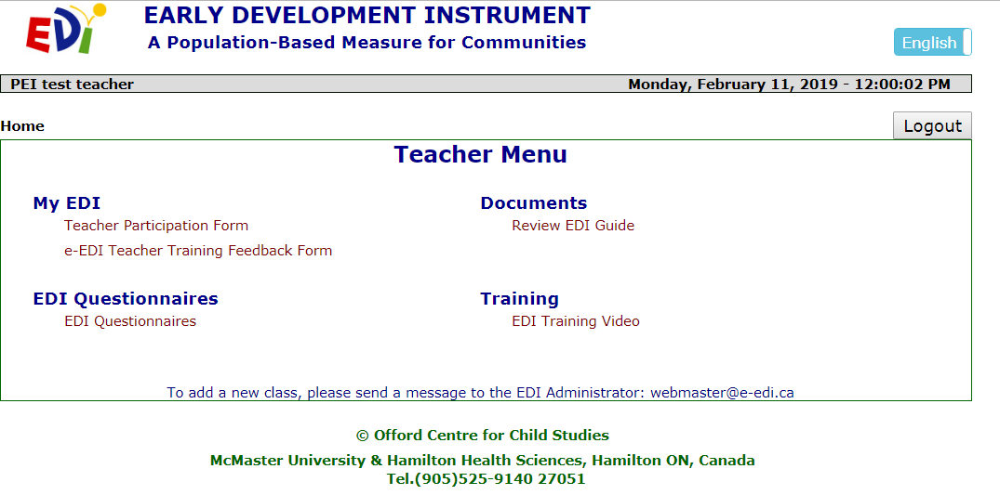 EDi
EARLY DEVELOPMENT INSTRUMENT
A Population-Based Measure for Communities
English
PEI test teacher
Monday, February 11, 2019 - 12:00:02 PM
Home
Logout
Teacher Menu
My EDI
Teacher Participation Form
e-EDI Teacher Training Feedback Form
Documents
Review EDI Guide
EDI Questionnaires
EDI Questionnaires
Training
EDI Training Video
To add a new class, please send a message to the EDI Administrator: webmaster@e-edi.ca
© Offord Centre for Child Studies
McMaster University & Hamilton Health Sciences, Hamilton ON, Canada
Tel.(905)525-9140 27051